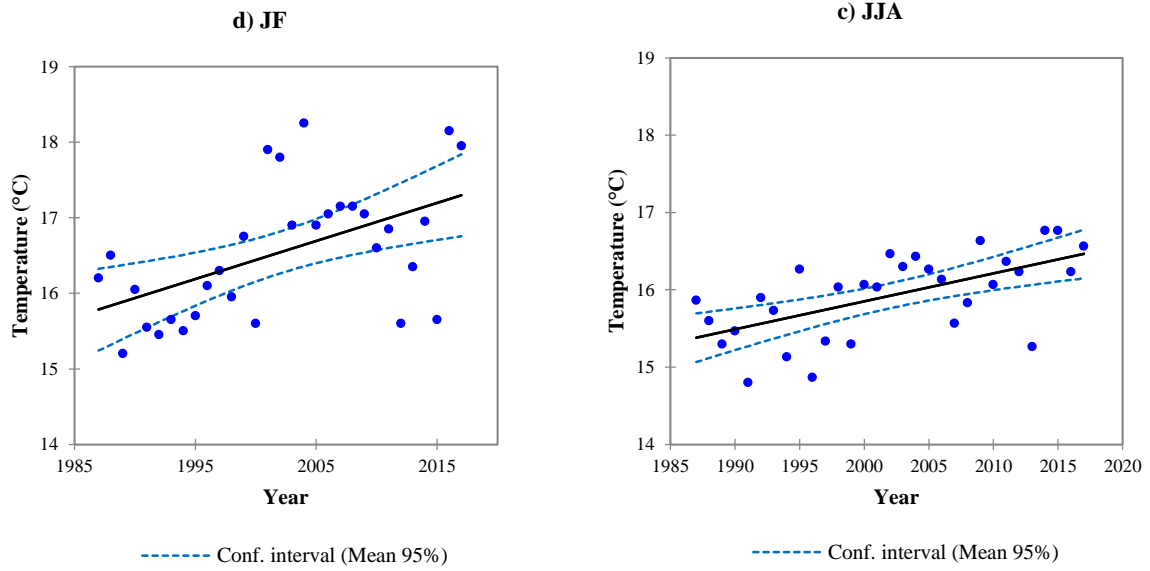 d) JF
19
18
17
16
15
14
Temperature (°C)
1985 1995 2005 2015
Year
Conf. interval (Mean 95%)
c) JJA
19
18
17
16
15
14
Temperature (°C)
1985 1990 1995 2000 2005 2010 2015 2020
Year
Conf. interval (Mean 95%)